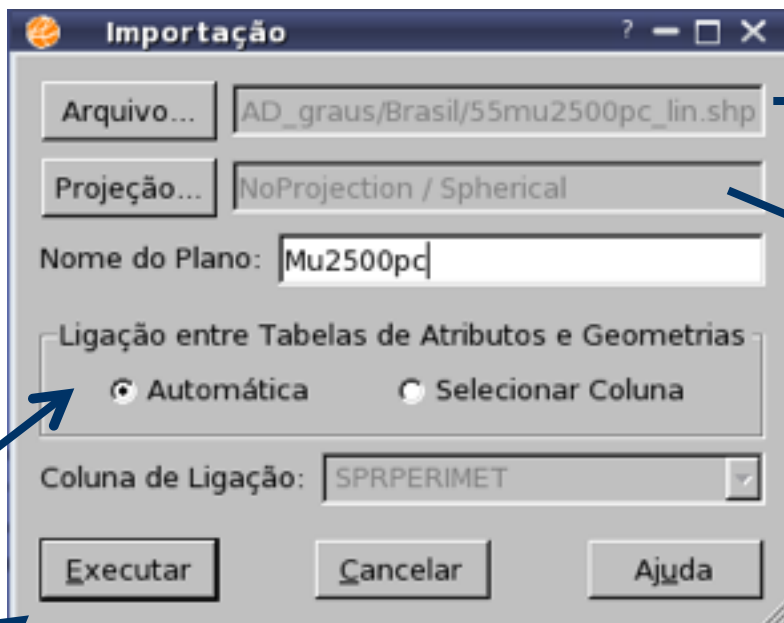 Importação
Arquivo... AD_graus/Brasil/55mu2500pc_lin.shp
Projeção... NoProjection / Spherical
Nome do Plano: Mu2500pc
Ligação entre Tabelas de Atributos e Geometrias
Automática Selecionar Coluna
Coluna de Ligação: SPRPERIMET
Executar Cancelar Ajuda